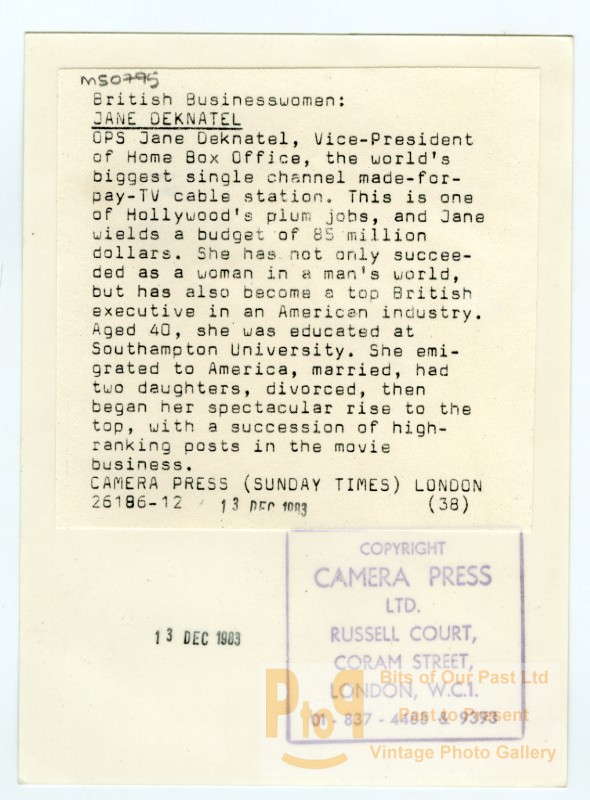 MS0795
British Businesswomen:
JANE DEKNATEL
OPS Jane Deknatel, Vice-President
of Home Box Office, the world's
biggest single channel made-for-
pay-TV cable station. This is one
of Hollywood's plum jobs, and Jane
wields a budget of 85 million
dollars. She has not only succee-
ded as a woman in a man's world,
but has also become a top British
executive in an American industry.
Aged 40, she was educated at
Southampton University. She emi-
grated to America, married, had
two daughters, divorced, then
began her spectacular rise to the
top, with a succession of high-
ranking posts in the movie
business.
CAMERA PRESS (SUNDAY TIMES) LONDON
26186-12 13 DEC 1983 (38)
13 DEC 1983
COPYRIGHT
CAMERA PRESS
LTD.
RUSSELL COURT,
CORAM STREET,
LONDON, W.C.1.
01 - 837 - 4488 & 9393
PtoP
Bits of Our Past Ltd
Past to Present
Vintage Photo Gallery